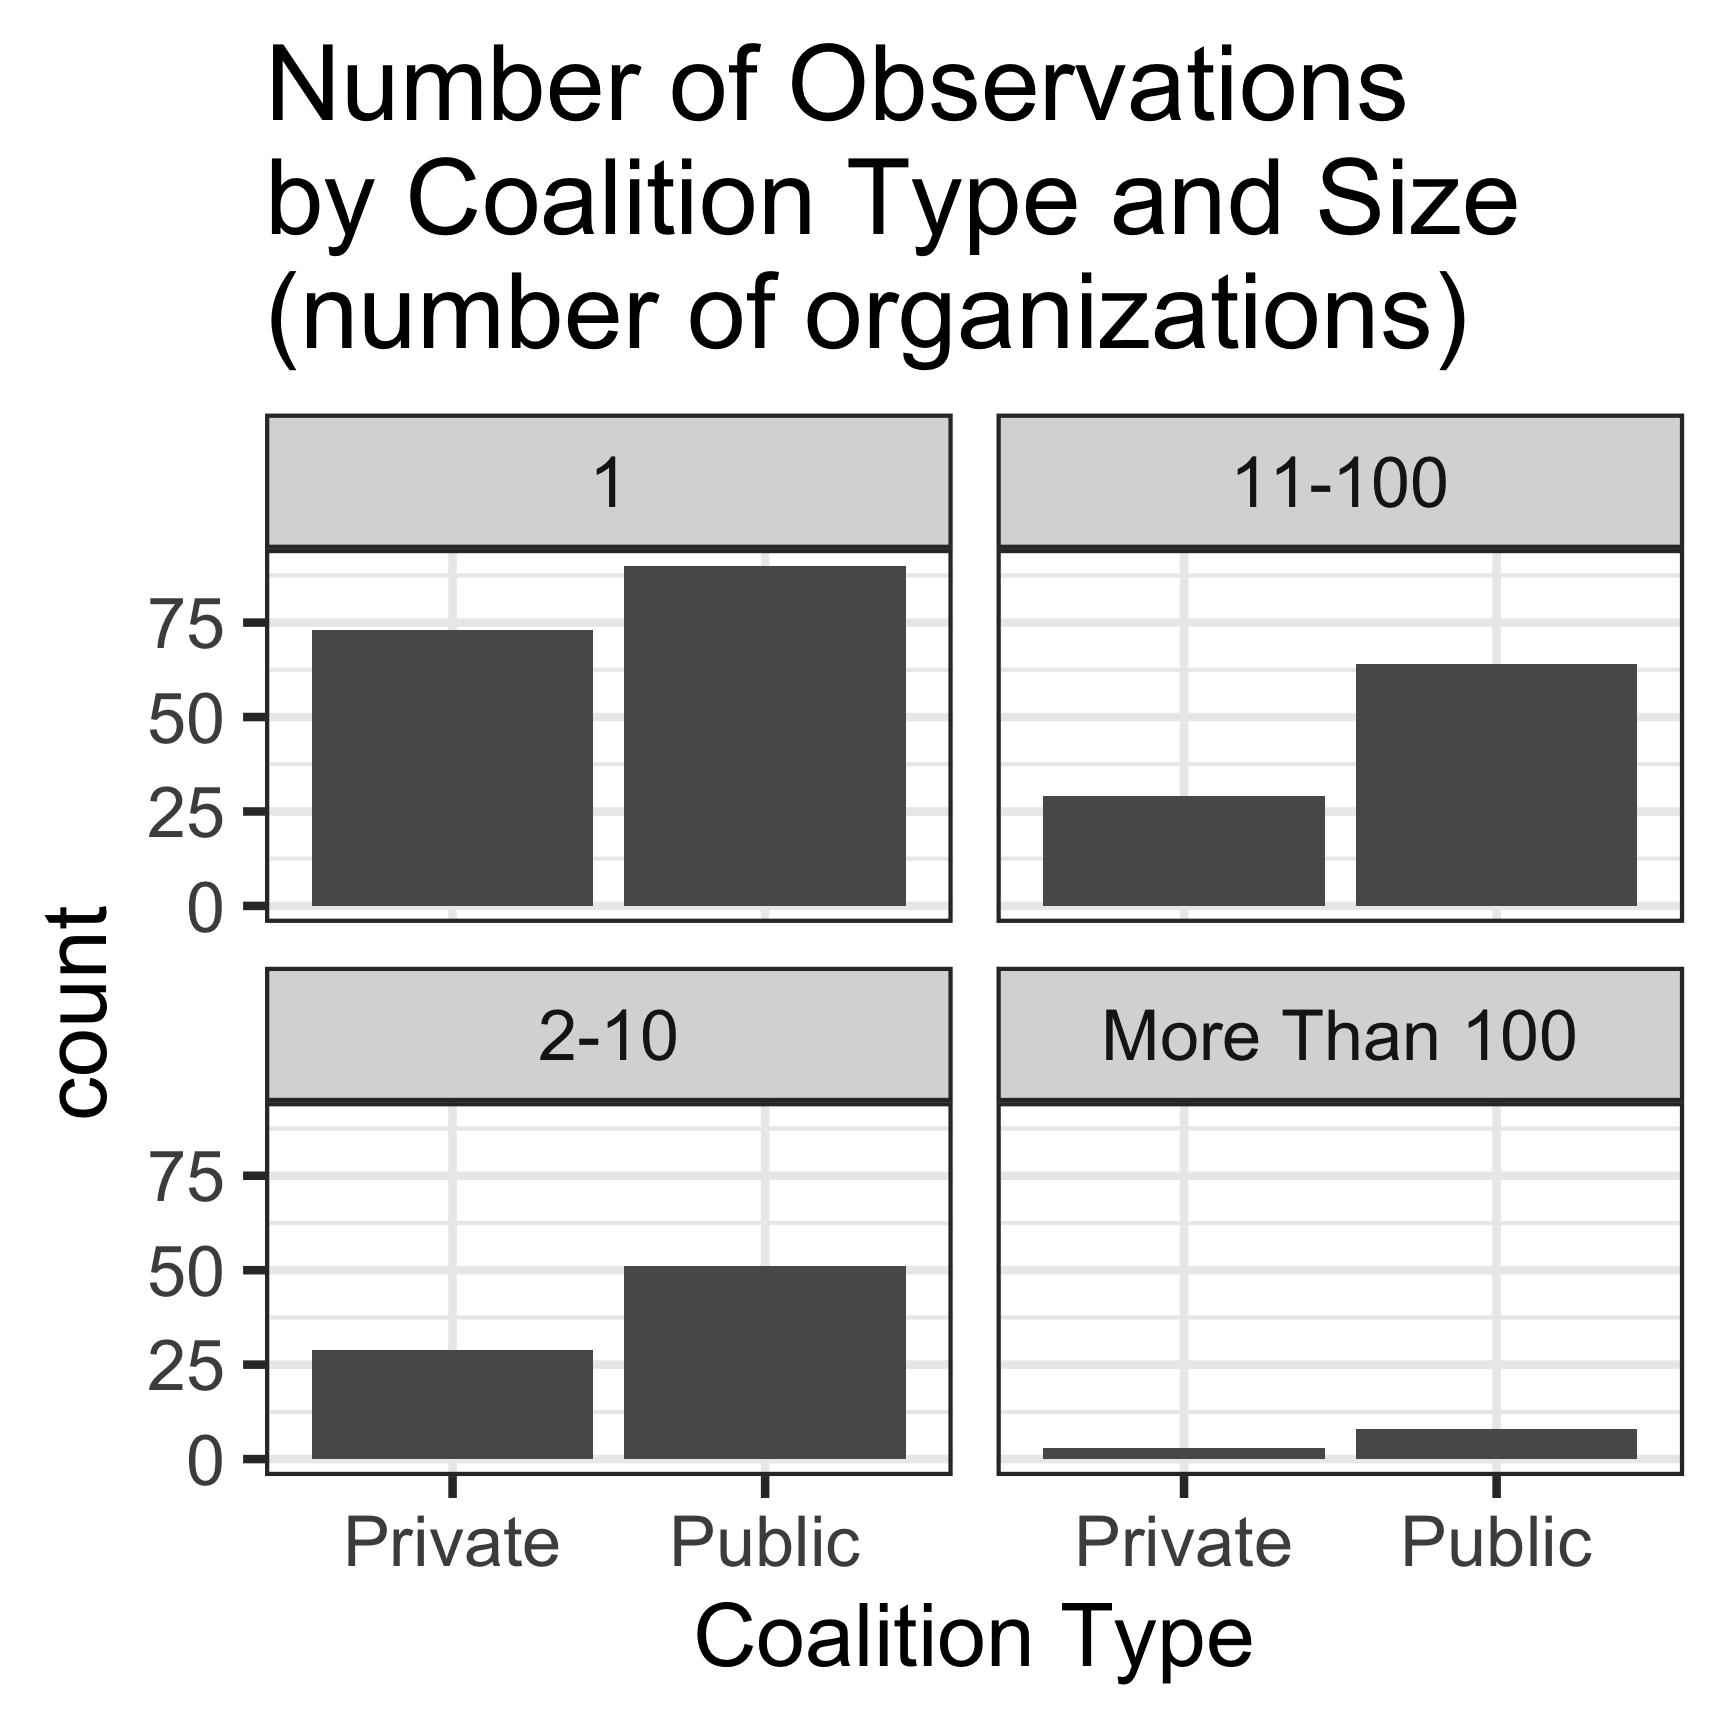 Number of Observations
by Coalition Type and Size
(number of organizations)
1
11-100
75
50
25
0
count
2-10
More Than 100
75
50
25
0
Private
Public
Private
Public
Coalition Type